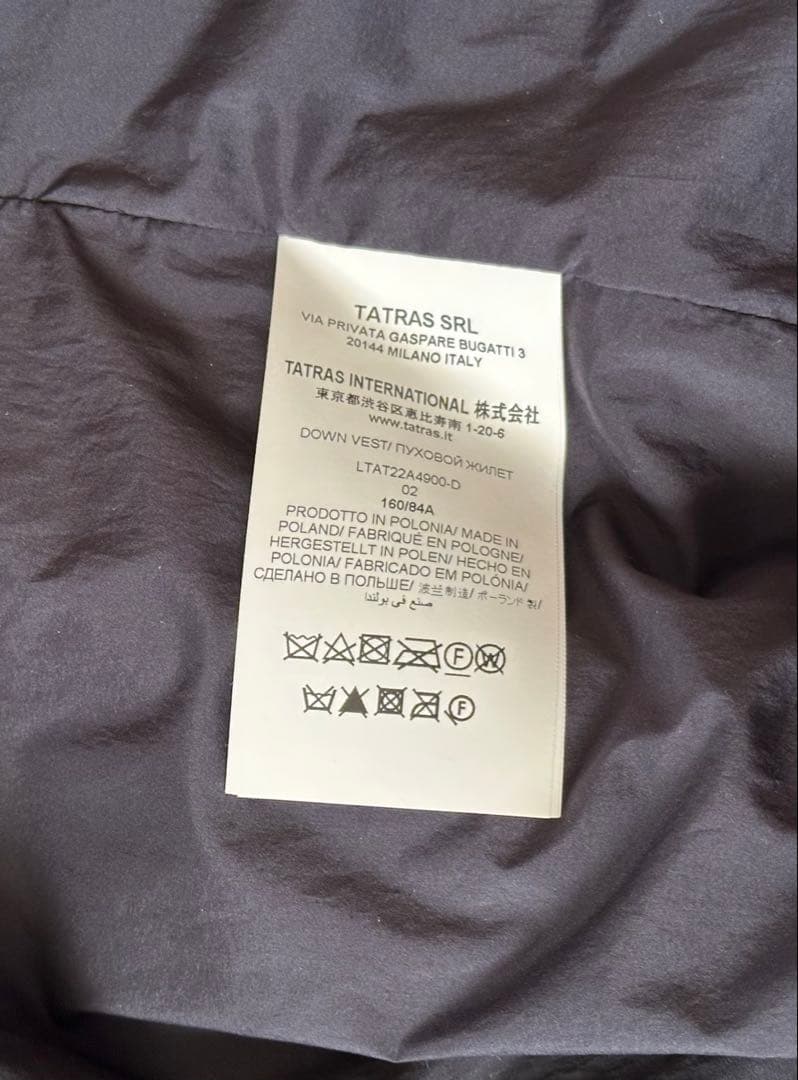 TATRAS SRL
VIA PRIVATA GASPARE BUGATTI 3
20144 MILANO ITALY
TATRAS INTERNATIONAL 株式会社
東京都渋谷区恵比寿南 1-20-6
www.tatras.it
DOWN VEST/ ПУХОВОЙ ЖИЛЕТ
LTAT22A4900-D
02
160/84A
PRODOTTO IN POLONIA/ MADE IN
POLAND/ FABRIQUÉ EN POLOGNE/
HERGESTELLT IN POLEN/ HECHO EN
POLONIA/ FABRICADO EM POLÓNIA/
СДЕЛАНО В ПОЛЬШЕ/ 波兰制造/ ポーランド製/
صنع في بولندا
F W
F